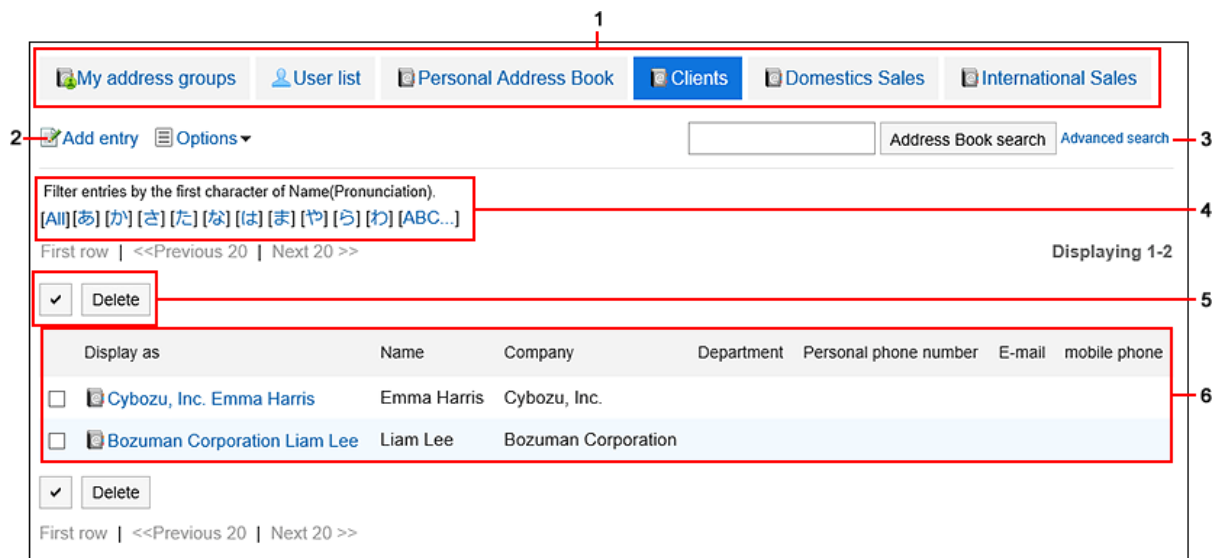 1
My address groups User list Personal Address Book Clients Domestics Sales International Sales
2 Add entry Options Address Book search Advanced search 3
Filter entries by the first character of Name(Pronunciation).
[All][あ] [か] [さ] [た] [な] [は] [ま] [や] [ら] [わ] [ABC...] 4
First row | <<Previous 20 | Next 20 >> Displaying 1-2
Delete 5
Display as Name Company Department Personal phone number E-mail mobile phone
Cybozu, Inc. Emma Harris Emma Harris Cybozu, Inc. 6
Bozuman Corporation Liam Lee Liam Lee Bozuman Corporation
Delete
First row | <<Previous 20 | Next 20 >>